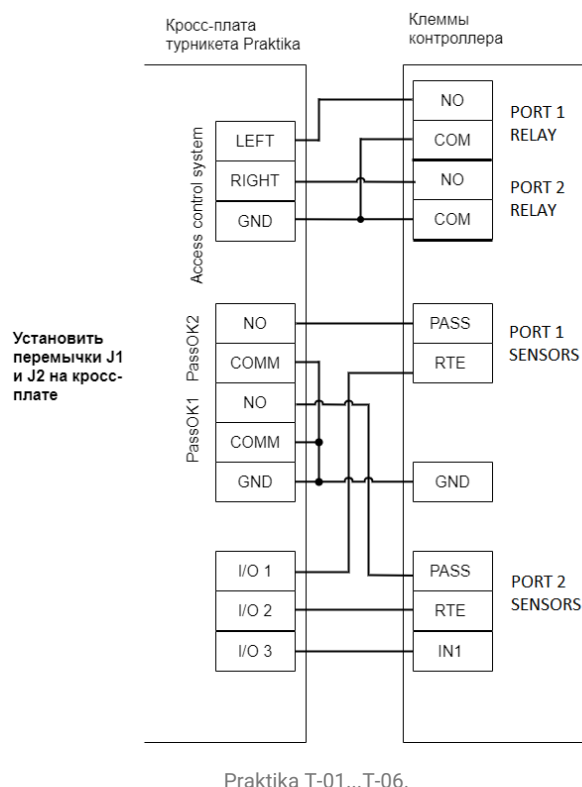 Кросс-плата
турникета Praktika
Клеммы
контроллера
Access control system
LEFT
RIGHT
GND
NO
COM
NO
COM
PORT 1
RELAY
PORT 2
RELAY
Установить
перемычки J1
и J2 на кросс-
плате
PassOK2
PassOK1
NO
COMM
NO
COMM
GND
PASS
RTE
GND
PORT 1
SENSORS
I/O 1
I/O 2
I/O 3
PASS
RTE
IN1
PORT 2
SENSORS
Praktika T-01...T-06.